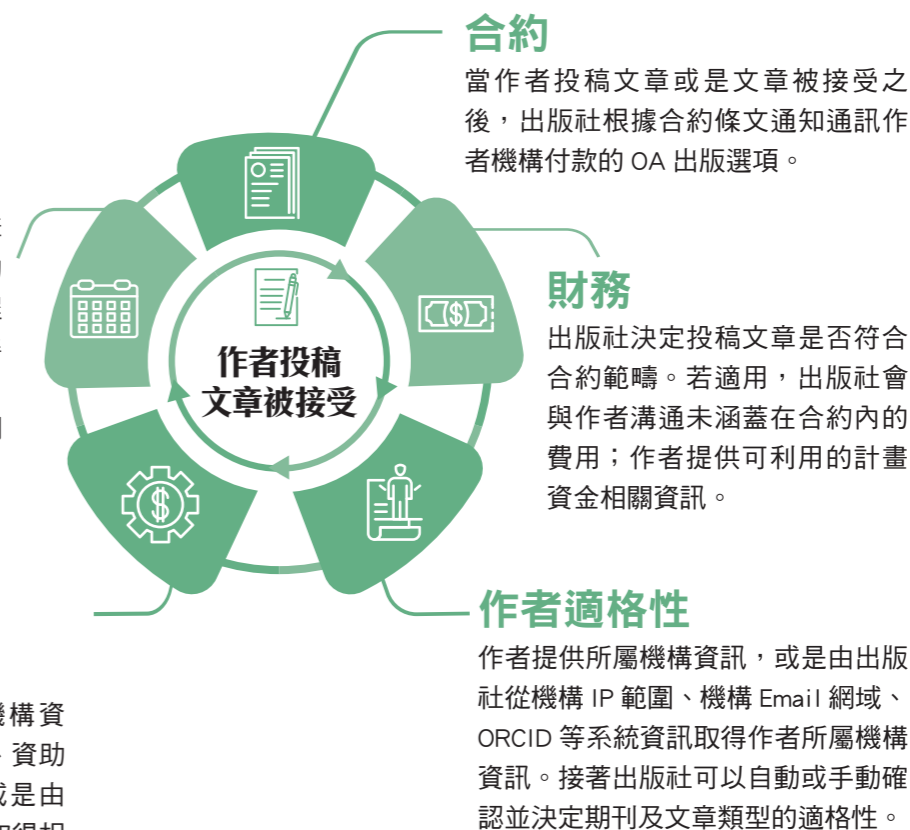 合約
當作者投稿文章或是文章被接受之
後，出版社根據合約條文通知通訊作
者機構付款的 OA 出版選項。
作者投稿
文章被接受
財務
出版社決定投稿文章是否符合
合約範疇。若適用，出版社會
與作者溝通未涵蓋在合約內的
費用；作者提供可利用的計畫
資金相關資訊。
作者適格性
作者提供所屬機構資訊，或是由出版
社從機構 IP 範圍、機構 Email 網域、
ORCID 等系統資訊取得作者所屬機構
資訊。接著出版社可以自動或手動確
認並決定期刊及文章類型的適格性。
機構資
、資助
或是由